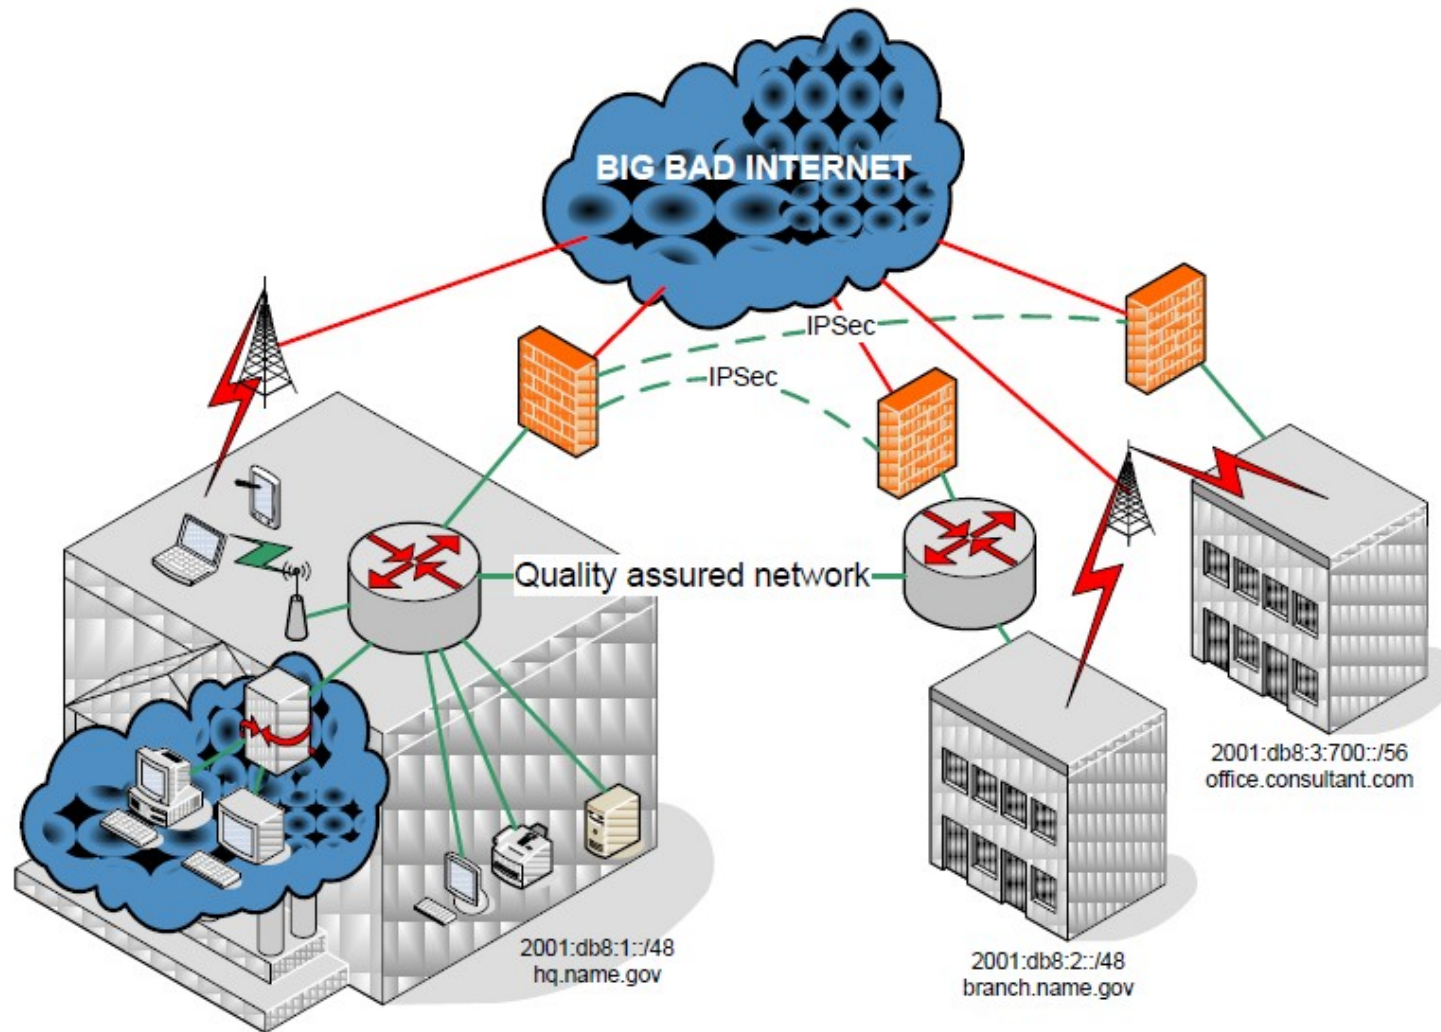 BIG BAD INTERNET
IPSec
IPSec
Quality assured network
2001:db8:3:700::/56
office.consultant.com
2001:db8:1::/48
hq.name.gov
2001:db8:2::/48
branch.name.gov